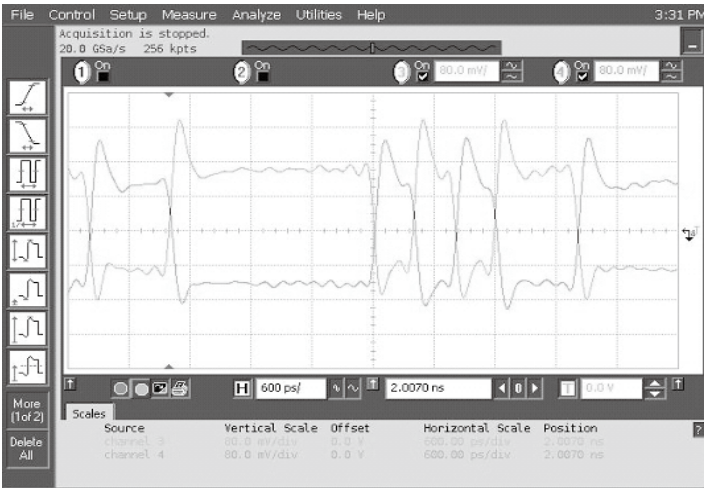 File Control Setup Measure Analyze Utilities Help 3:31 PM
Acquisition is stopped.
20.0 GSa/s 256 kpts
1 On 2 On 3 On 80.0 mV/ 4 On 80.0 mV/
H 600 ps/ 2.0070 ns 0 T 0.0 V
More
(1of 2)
Delete
All
Scales
Source Vertical Scale Offset Horizontal Scale Position
channel 3 80.0 mV/div 0.0 V 600.00 ps/div 2.0070 ns
channel 4 80.0 mV/div 0.0 V 600.00 ps/div 2.0070 ns
?